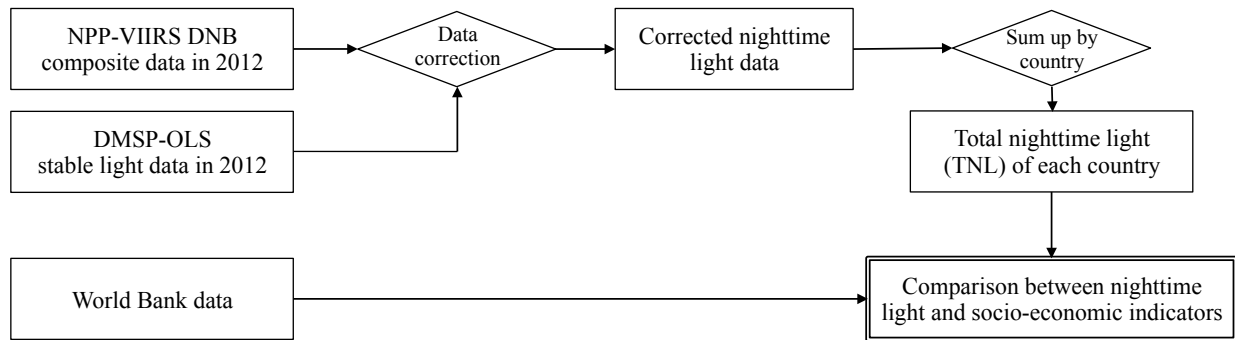 NPP-VIIRS DNB
composite data in 2012
Data
correction
Corrected nighttime
light data
Sum up by
country
DMSP-OLS
stable light data in 2012
Total nighttime light
(TNL) of each country
World Bank data
Comparison between nighttime
light and socio-economic indicators